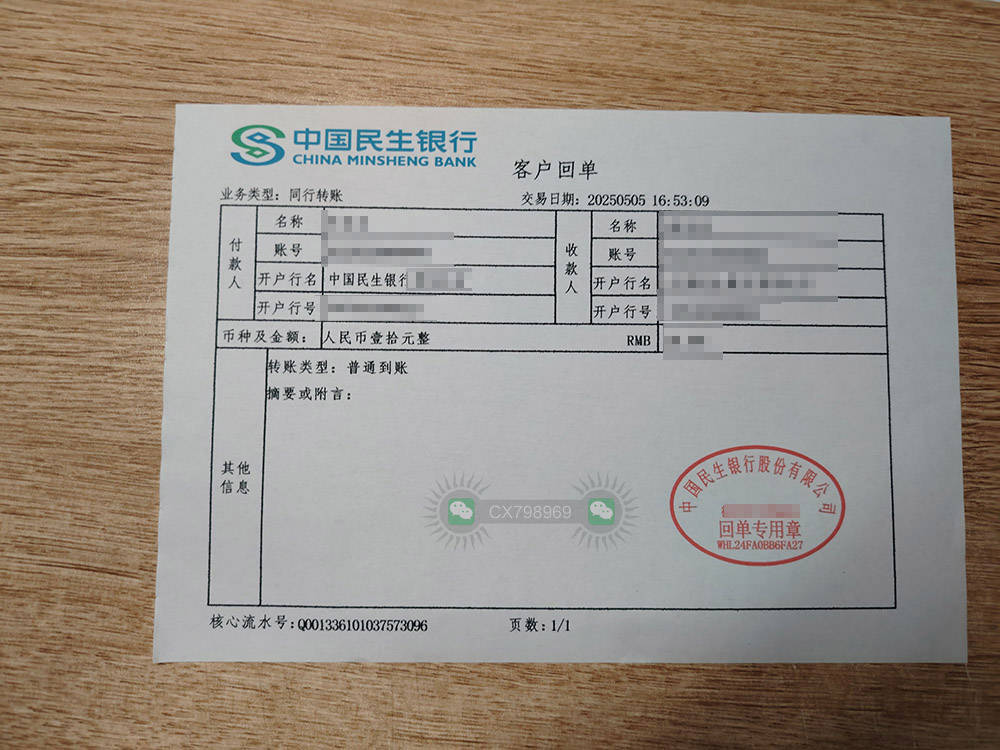 中国民生银行
CHINA MINSHENG BANK
客户回单
业务类型：同行转账
交易日期：20250505 16:53:09
付款人
名称
账号
开户行名
中国民生银行
开户行号
收款人
名称
账号
开户行名
开户行号
币种及金额：
人民币壹拾元整
RMB
其他信息
转账类型：普通到账
摘要或附言：
CX798969
中国民生银行股份有限公司
回单专用章
WHL24FA0BB6FA27
核心流水号：Q001336101037573096
页数：1/1